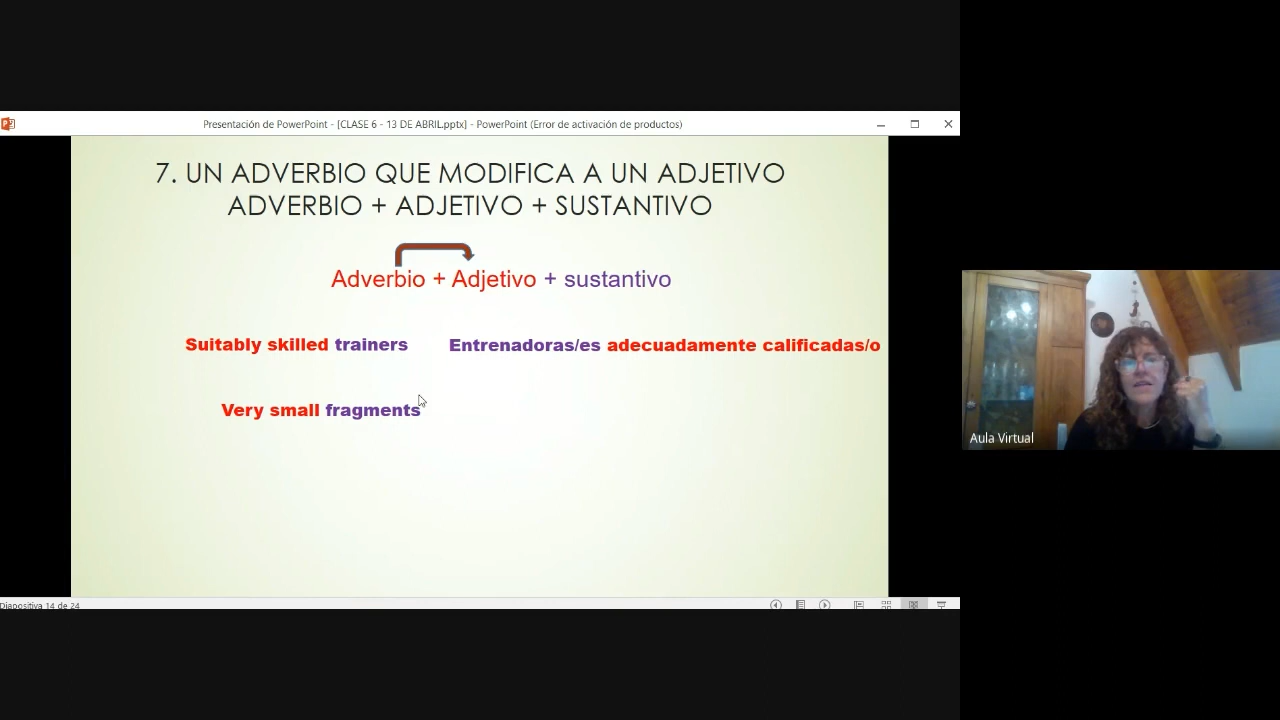 Presentación de PowerPoint - [CLASE 6 - 13 DE ABRIL.pptx] - PowerPoint (Error de activación de productos)
7. UN ADVERBIO QUE MODIFICA A UN ADJETIVO
ADVERBIO + ADJETIVO + SUSTANTIVO
Adverbio + Adjetivo + sustantivo
Suitably skilled trainers
Entrenadoras/es adecuadamente calificadas/o
Very small fragments
Aula Virtual
Diapositiva 14 de 24